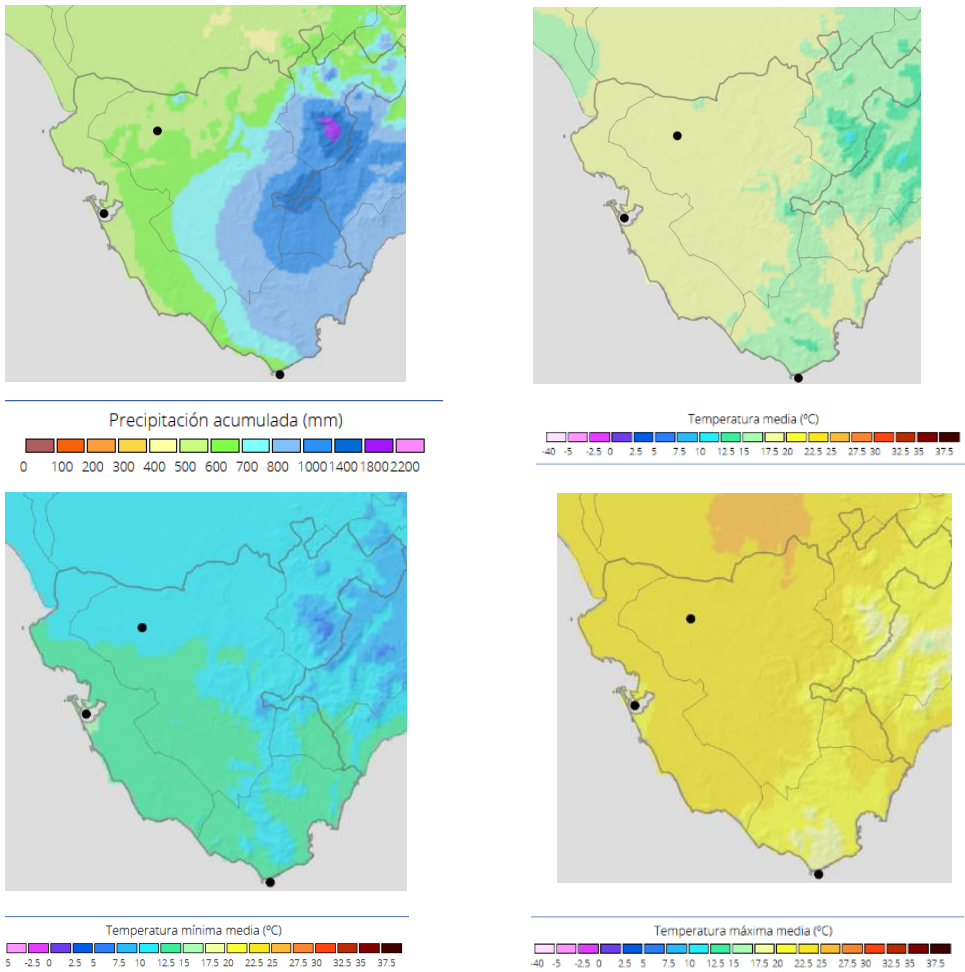 Precipitación acumulada (mm)
0 100 200 300 400 500 600 700 800 1000 1400 1800 2200
Temperatura media (ºC)
-40 -5 -2.5 0 2.5 5 7.5 10 12.5 15 17.5 20 22.5 25 27.5 30 32.5 35 37.5
Temperatura mínima media (ºC)
5 -2.5 0 2.5 5 7.5 10 12.5 15 17.5 20 22.5 25 27.5 30 32.5 35 37.5
Temperatura máxima media (ºC)
-40 -5 -2.5 0 2.5 5 7.5 10 12.5 15 17.5 20 22.5 25 27.5 30 32.5 35 37.5